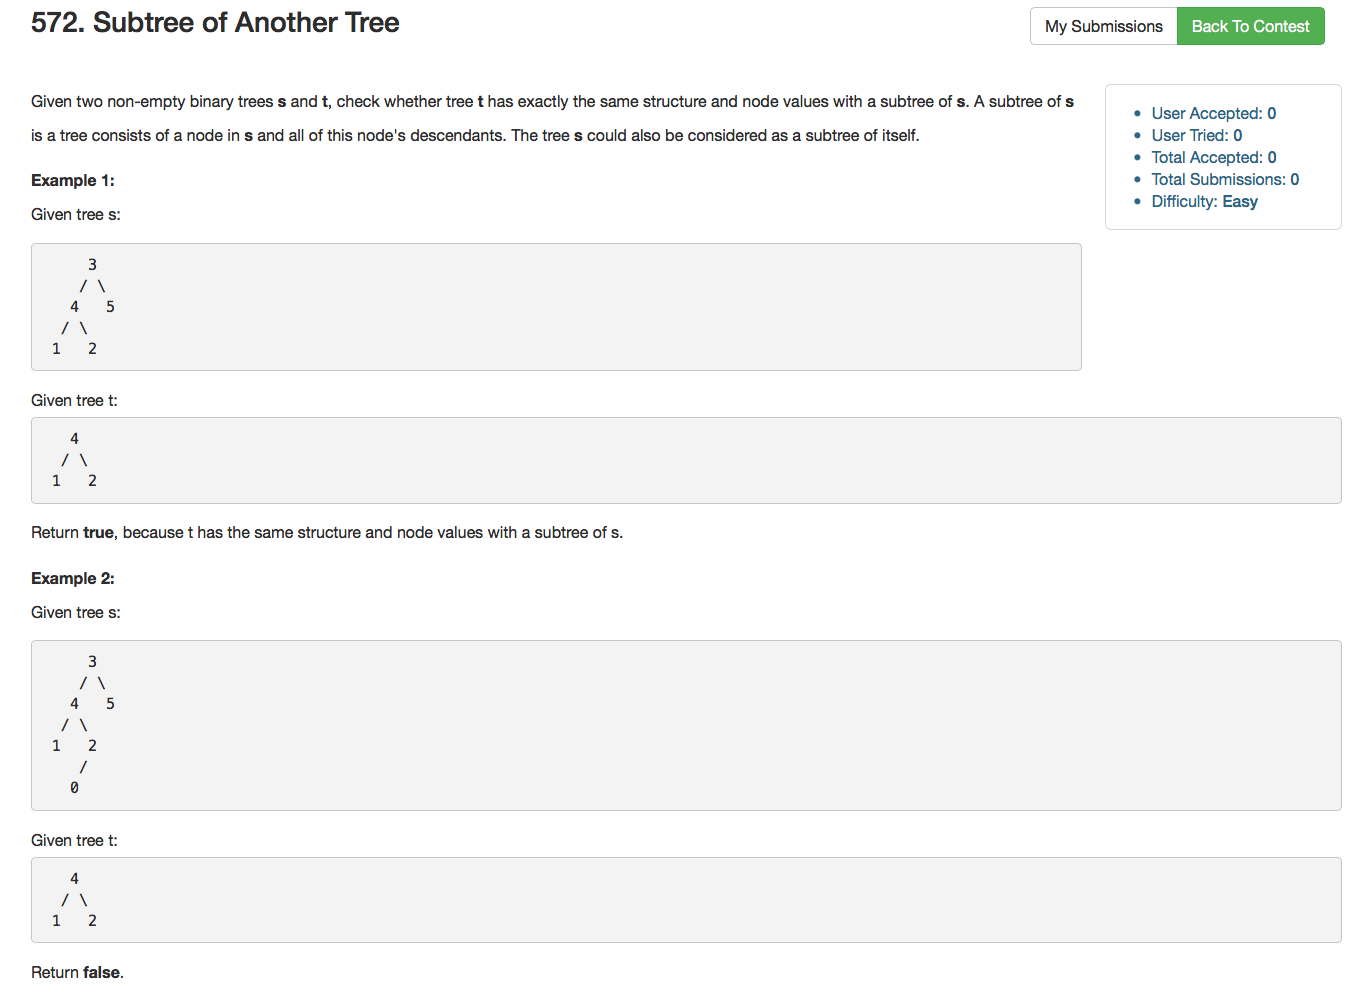 572. Subtree of Another Tree
My Submissions
Back To Contest
Given two non-empty binary trees s and t, check whether tree t has exactly the same structure and node values with a subtree of s. A subtree of s
is a tree consists of a node in s and all of this node's descendants. The tree s could also be considered as a subtree of itself.
User Accepted: 0
User Tried: 0
Total Accepted: 0
Total Submissions: 0
Difficulty: Easy
Example 1:
Given tree s:
    3
   / \
  4   5
 / \
1   2
Given tree t:
  4
 / \
1   2
Return true, because t has the same structure and node values with a subtree of s.
Example 2:
Given tree s:
    3
   / \
  4   5
 / \
1   2
   /
  0
Given tree t:
  4
 / \
1   2
Return false.